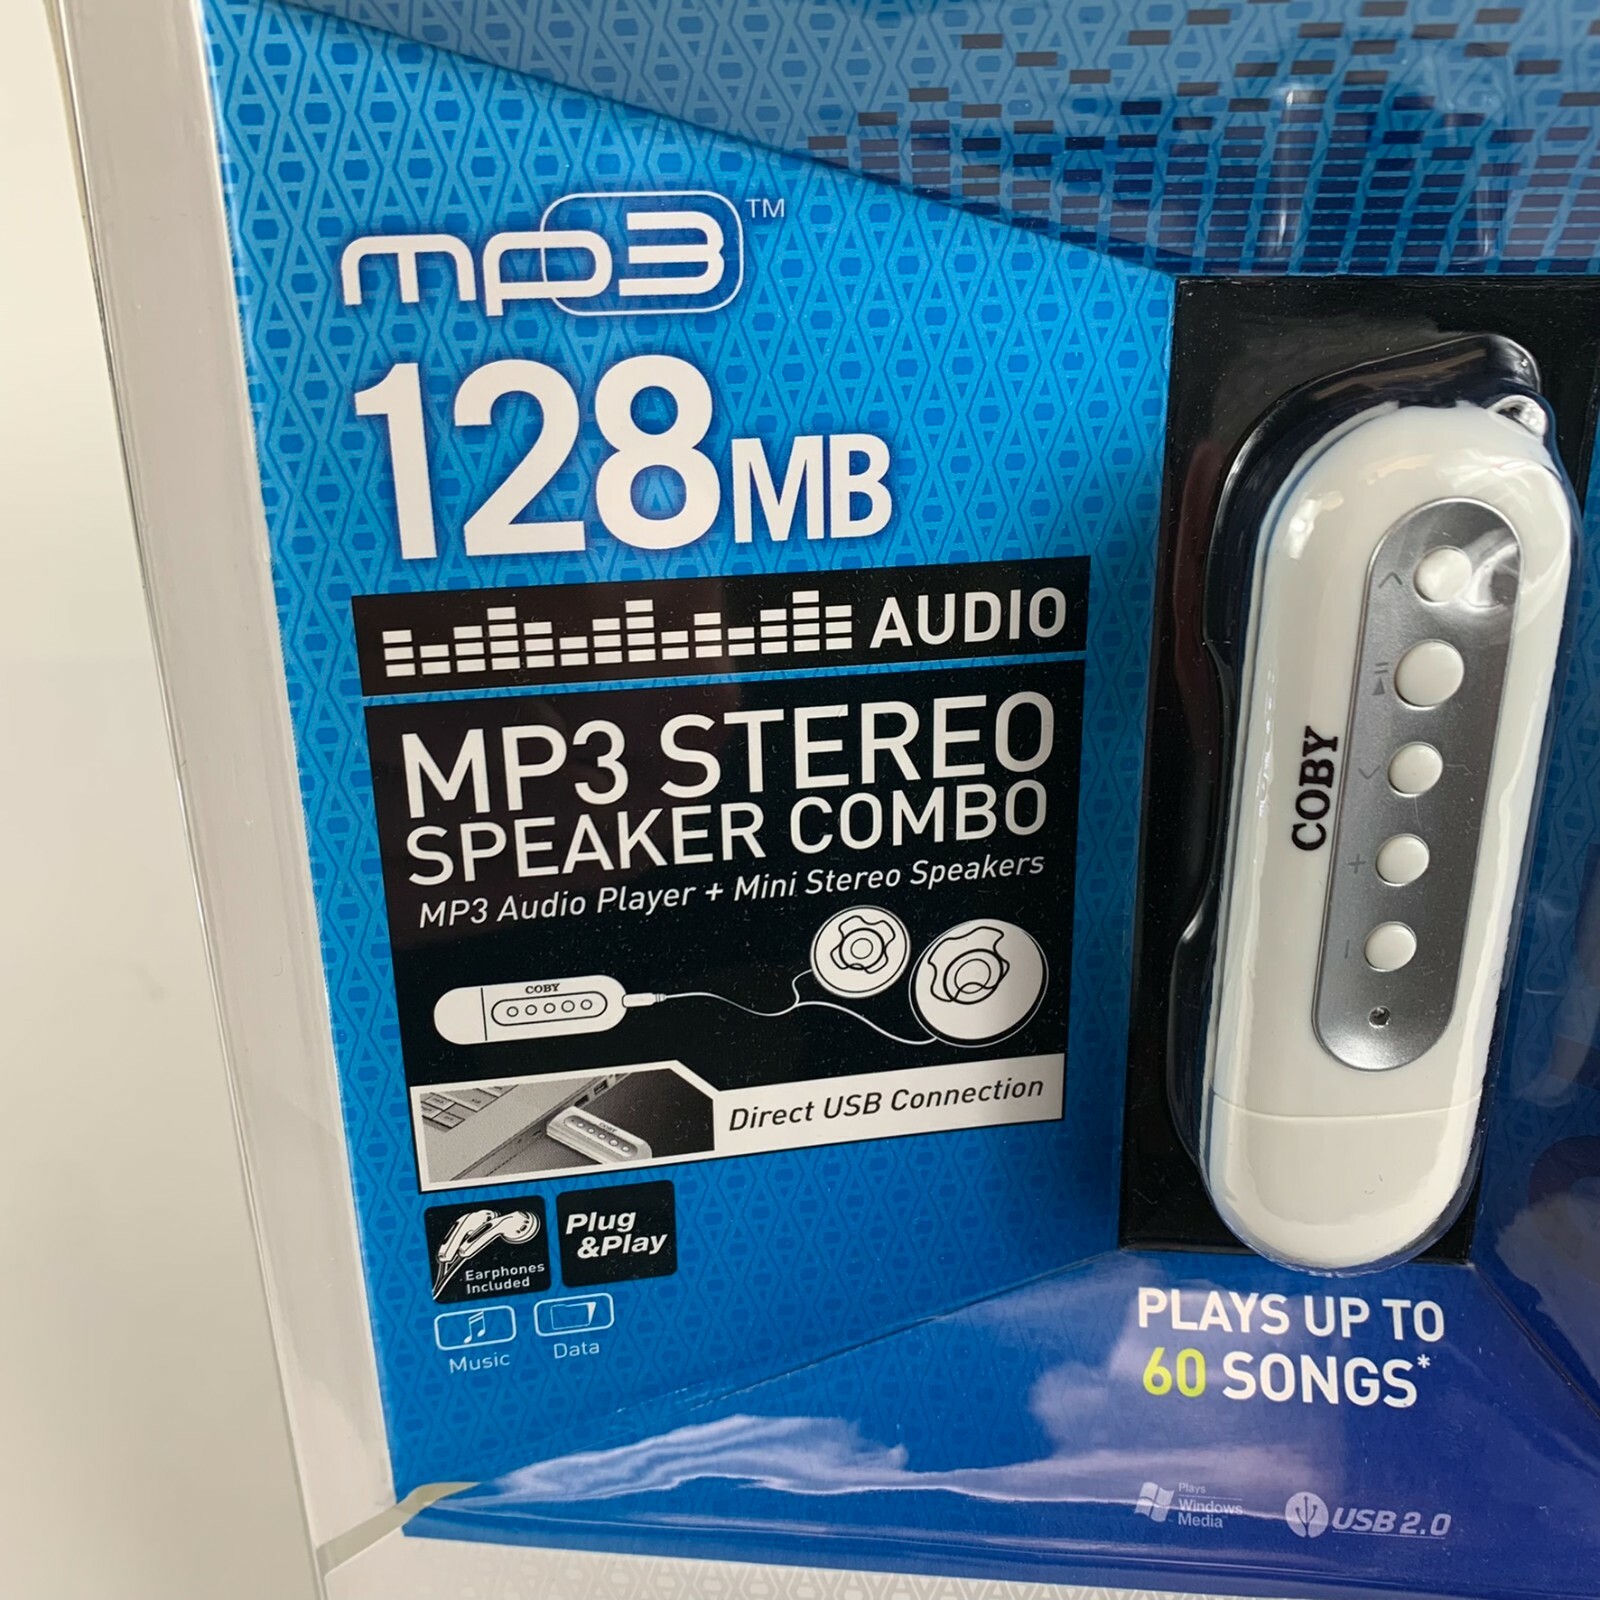 mp3™
128MB
AUDIO
MP3 STEREO
SPEAKER COMBO
MP3 Audio Player + Mini Stereo Speakers
COBY
COBY
Direct USB Connection
Earphones
Included
Plug
&Play
Music
Data
COBY
PLAYS UP TO
60 SONGS*
Plays
Windows
Media
USB 2.0